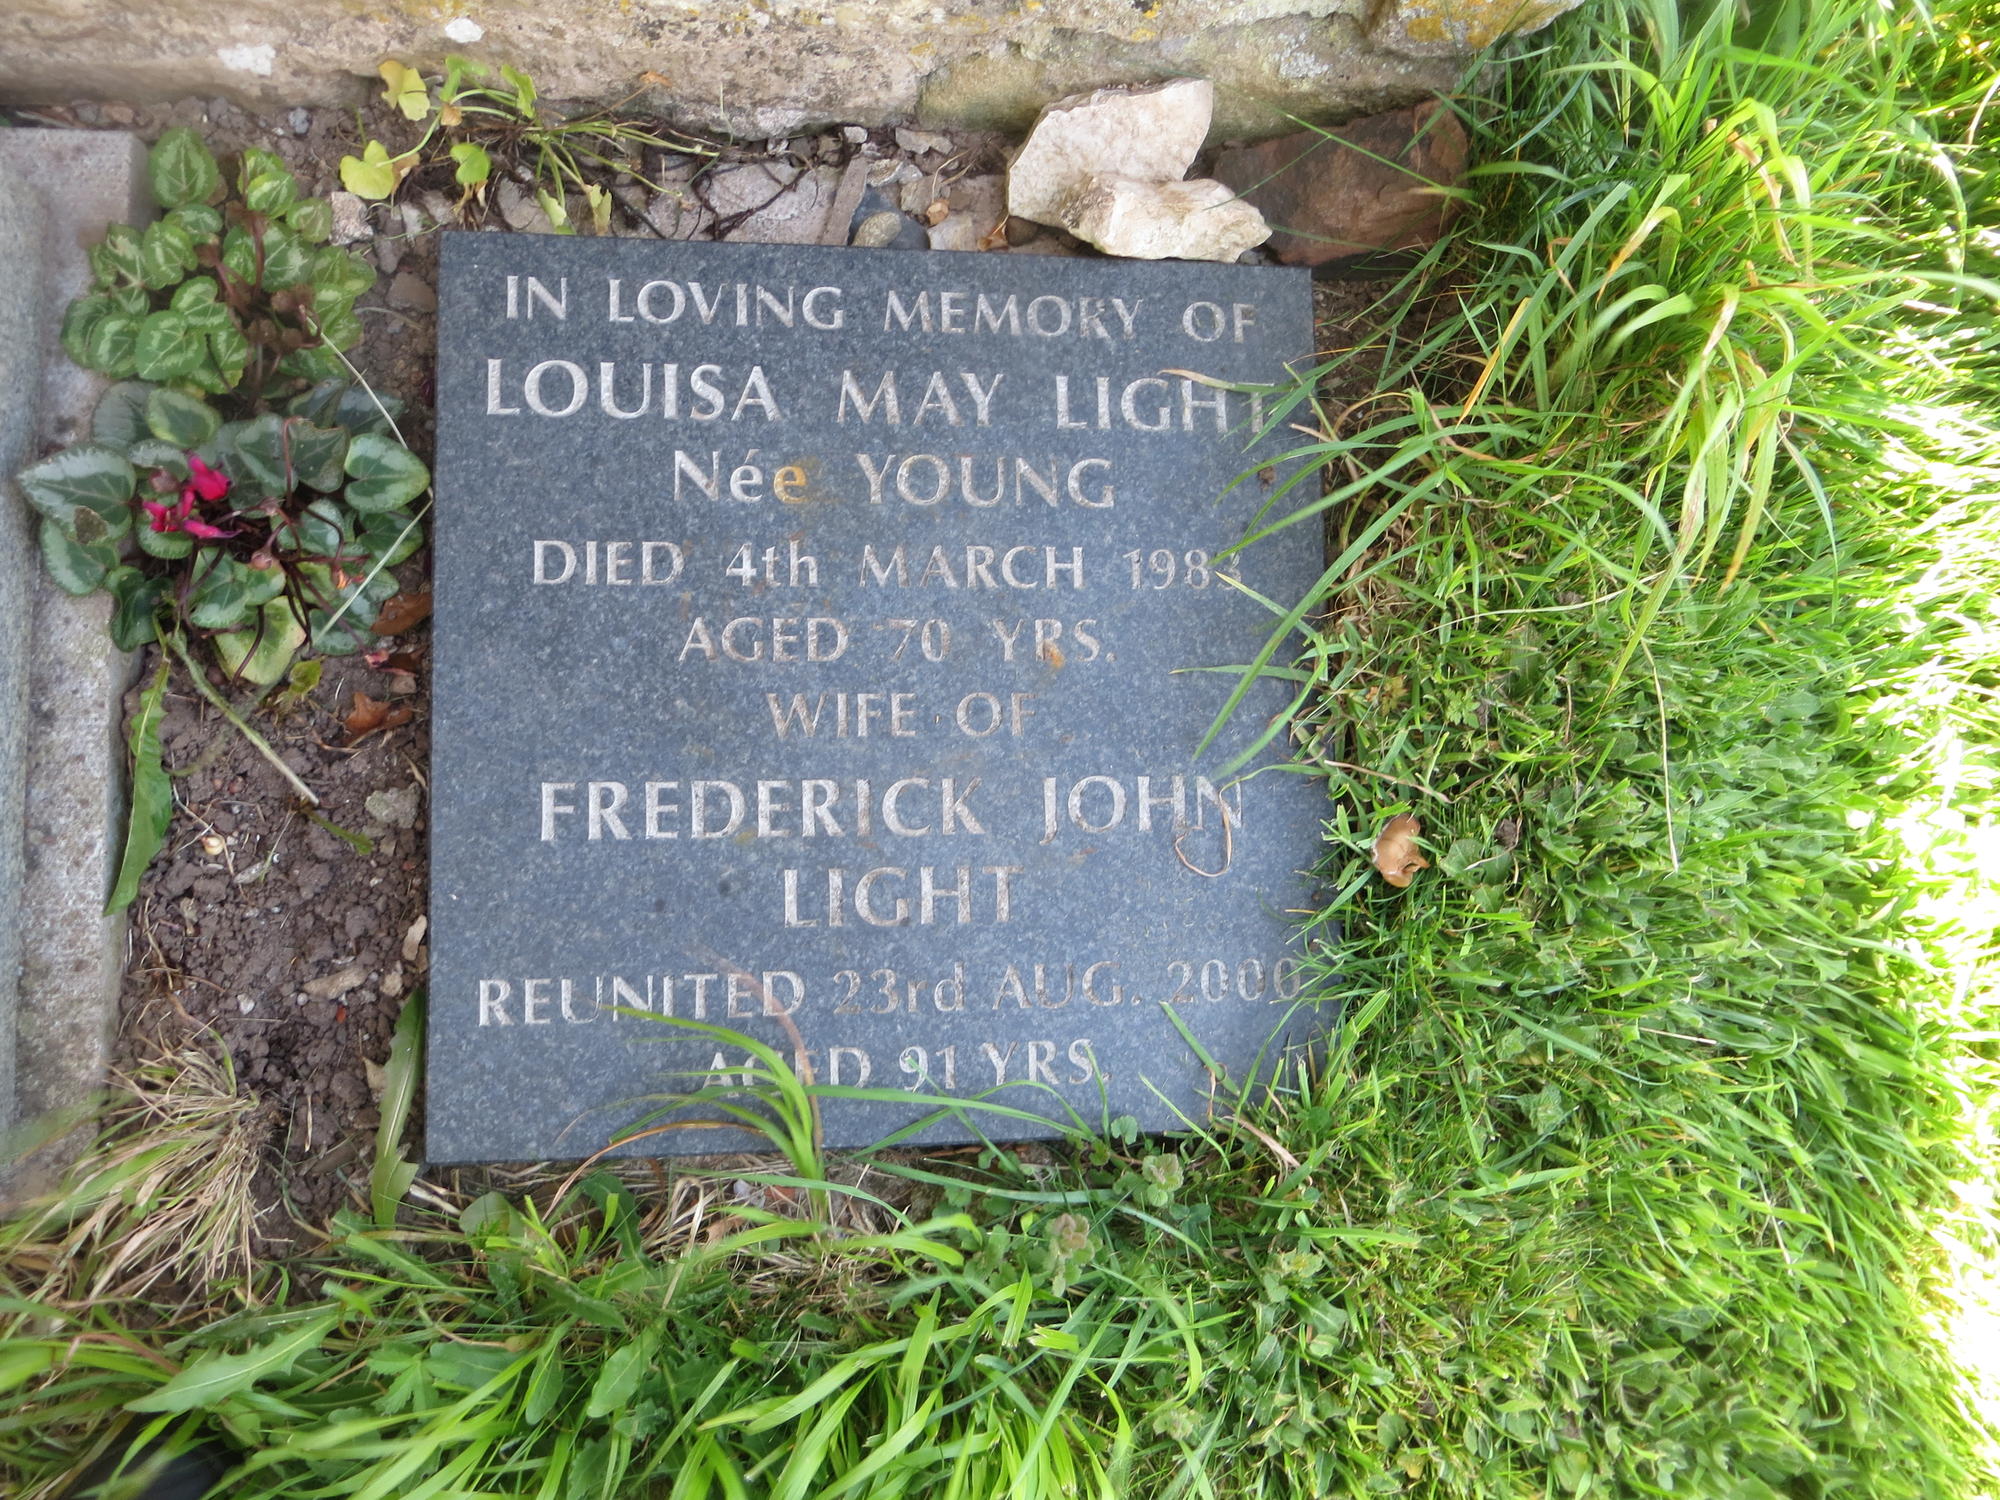 IN LOVING MEMORY OF
LOUISA MAY LIGHT
Née YOUNG
DIED 4th MARCH 1983
AGED 70 YRS.
WIFE OF
FREDERICK JOHN
LIGHT
REUNITED 23rd AUG. 2000
AGED 91 YRS.